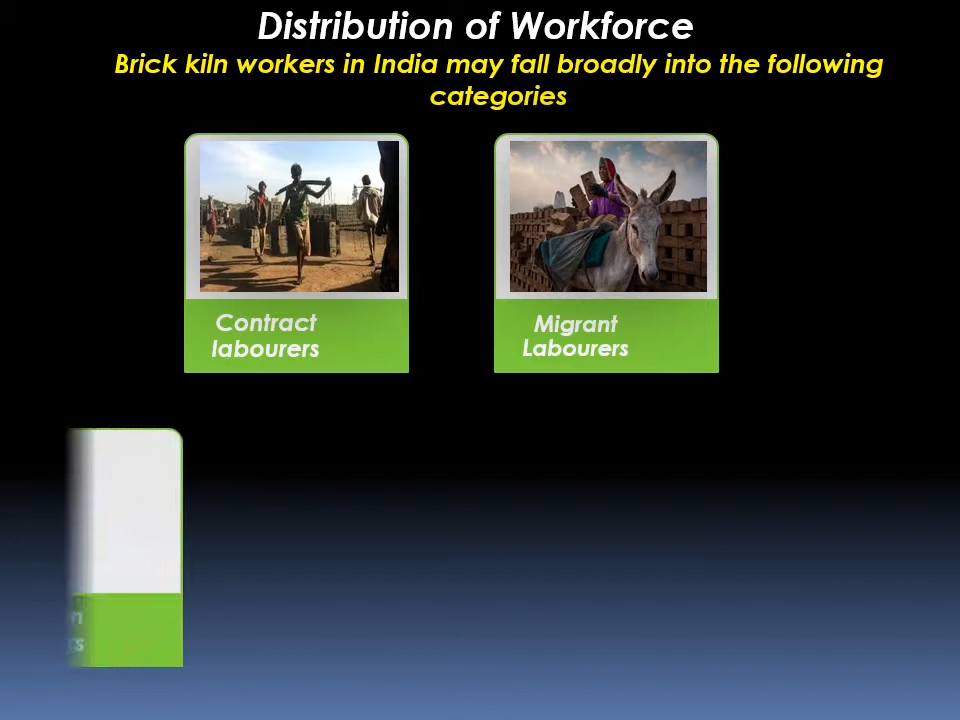 Distribution of Workforce
Brick kiln workers in India may fall broadly into the following
categories
Contract
labourers
Migrant
Labourers